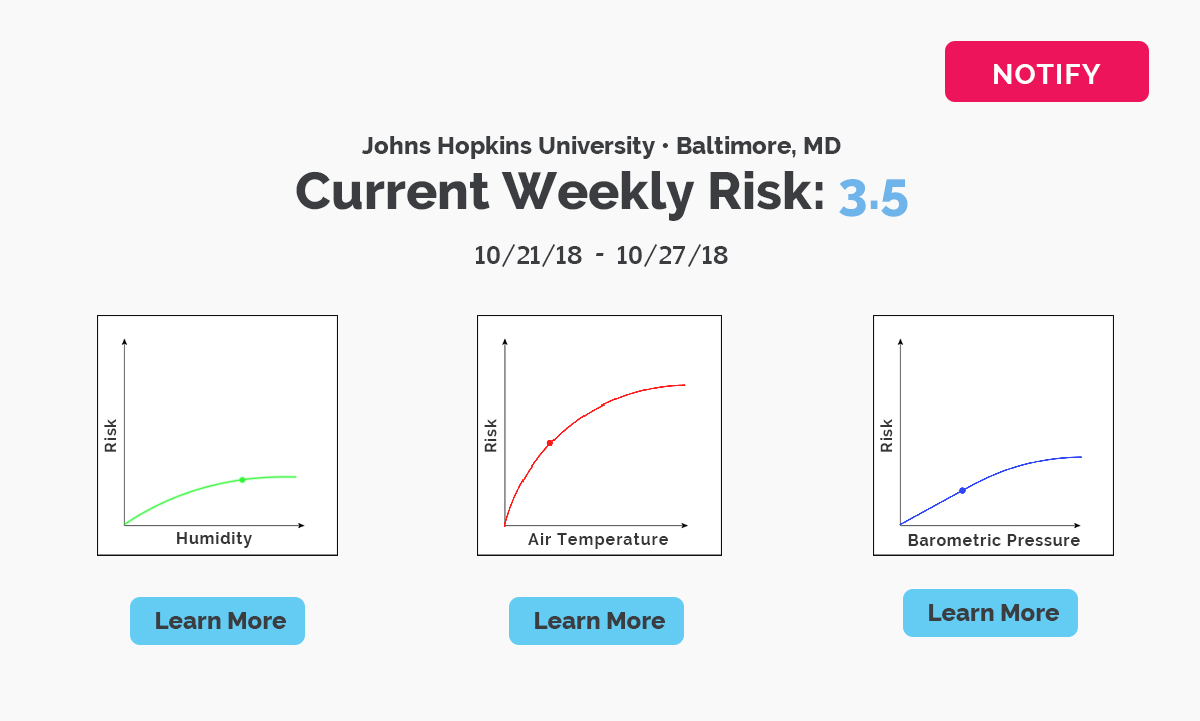 NOTIFY
Johns Hopkins University • Baltimore, MD
Current Weekly Risk: 3.5
10/21/18 - 10/27/18
Risk
Humidity
Risk
Air Temperature
Risk
Barometric Pressure
Learn More
Learn More
Learn More